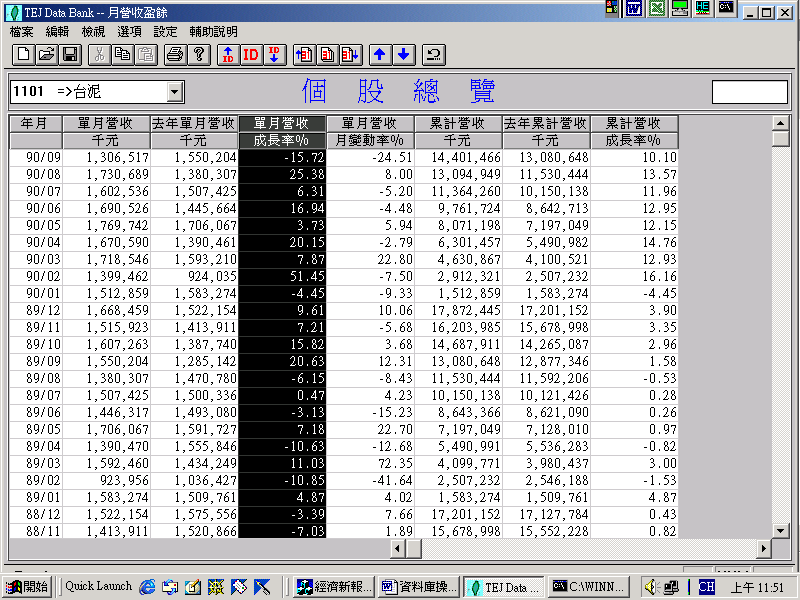 TEJ Data Bank -- 月營收盈餘
檔案 編輯 檢視 選項 設定 輔助說明
ID ID ID
1101 =>台泥
個股總覽
年月 單月營收 去年單月營收 單月營收 單月營收 累計營收 去年累計營收 累計營收
千元 千元 成長率% 月變動率% 千元 千元 成長率%
90/09 1,306,517 1,550,204 -15.72 -24.51 14,401,466 13,080,648 10.10
90/08 1,730,689 1,380,307 25.38 8.00 13,094,949 11,530,444 13.57
90/07 1,602,536 1,507,425 6.31 -5.20 11,364,260 10,150,138 11.96
90/06 1,690,526 1,445,664 16.94 -4.48 9,761,724 8,642,713 12.95
90/05 1,769,742 1,706,067 3.73 5.94 8,071,198 7,197,049 12.15
90/04 1,670,590 1,390,461 20.15 -2.79 6,301,457 5,490,982 14.76
90/03 1,718,546 1,593,210 7.87 22.80 4,630,867 4,100,521 12.93
90/02 1,399,462 924,035 51.45 -7.50 2,912,321 2,507,232 16.16
90/01 1,512,859 1,583,274 -4.45 -9.33 1,512,859 1,583,274 -4.45
89/12 1,668,459 1,522,154 9.61 10.06 17,872,445 17,201,152 3.90
89/11 1,515,923 1,413,911 7.21 -5.68 16,203,985 15,678,998 3.35
89/10 1,607,263 1,387,740 15.82 3.68 14,687,911 14,265,087 2.96
89/09 1,550,204 1,285,142 20.63 12.31 13,080,648 12,877,346 1.58
89/08 1,380,307 1,470,780 -6.15 -8.43 11,530,444 11,592,206 -0.53
89/07 1,507,425 1,500,336 0.47 4.23 10,150,138 10,121,426 0.28
89/06 1,446,317 1,493,080 -3.13 -15.23 8,643,366 8,621,090 0.26
89/05 1,706,067 1,591,727 7.18 22.70 7,197,049 7,128,010 0.97
89/04 1,390,470 1,555,846 -10.63 -12.68 5,490,991 5,536,283 -0.82
89/03 1,592,460 1,434,249 11.03 72.35 4,099,771 3,980,437 3.00
89/02 923,956 1,036,427 -10.85 -41.64 2,507,232 2,546,188 -1.53
89/01 1,583,274 1,509,761 4.87 4.02 1,583,274 1,509,761 4.87
88/12 1,522,154 1,575,556 -3.39 7.66 17,201,152 17,127,784 0.43
88/11 1,413,911 1,520,866 -7.03 1.89 15,678,998 15,552,228 0.82
開始 Quick Launch 經濟新報... 資料庫操... TEJ Data ... C:\WINN... CH 上午 11:51